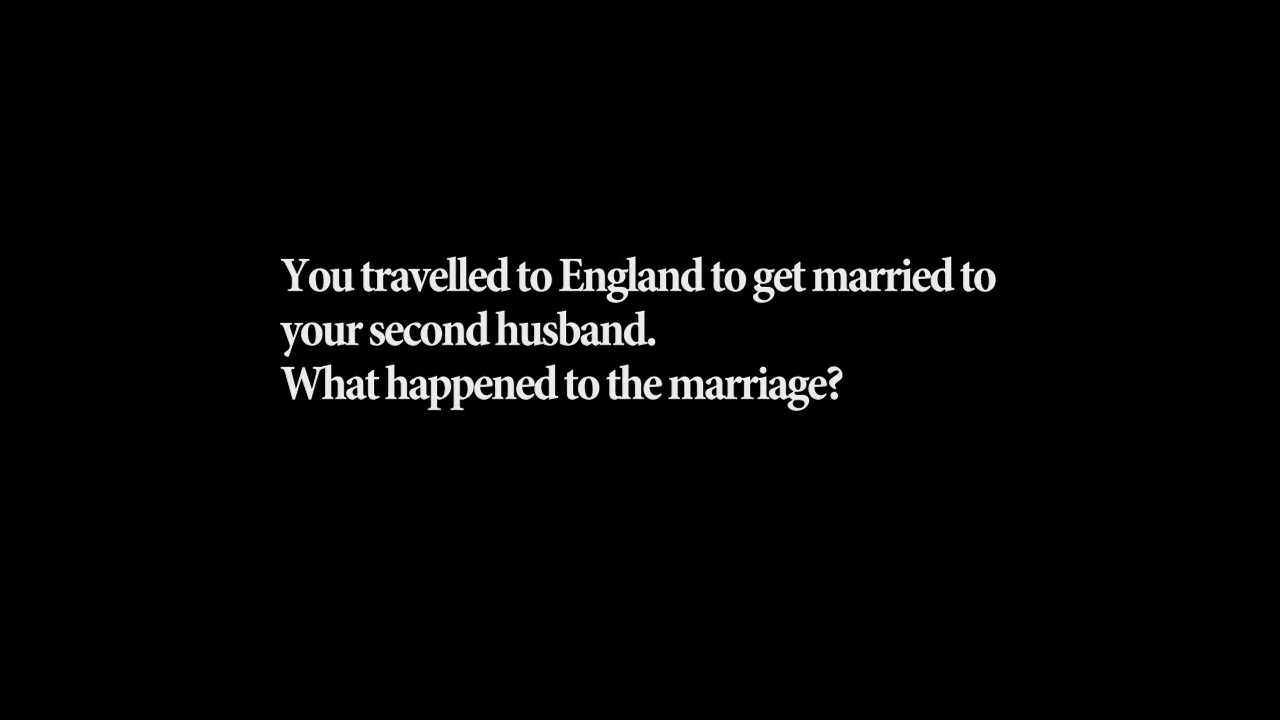 You travelled to England to get married to
your second husband.
What happened to the marriage?